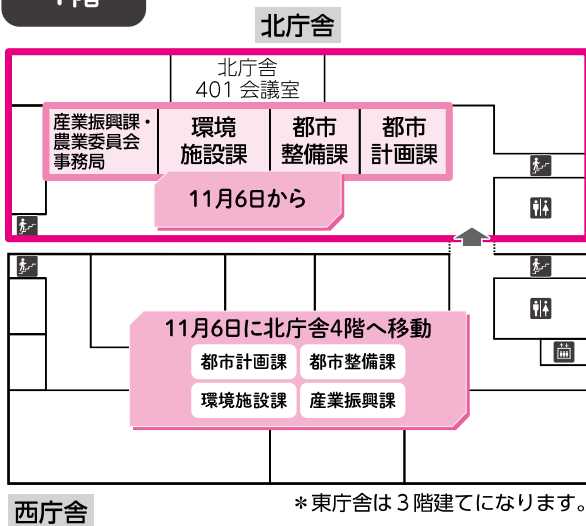 北庁舎
北庁舎
401会議室
産業振興課・
農業委員会
事務局
環境
施設課
都市
整備課
都市
計画課
11月6日から
11月6日に北庁舎4階へ移動
都市計画課
都市整備課
環境施設課
産業振興課
西庁舎
＊東庁舎は3階建てになります。